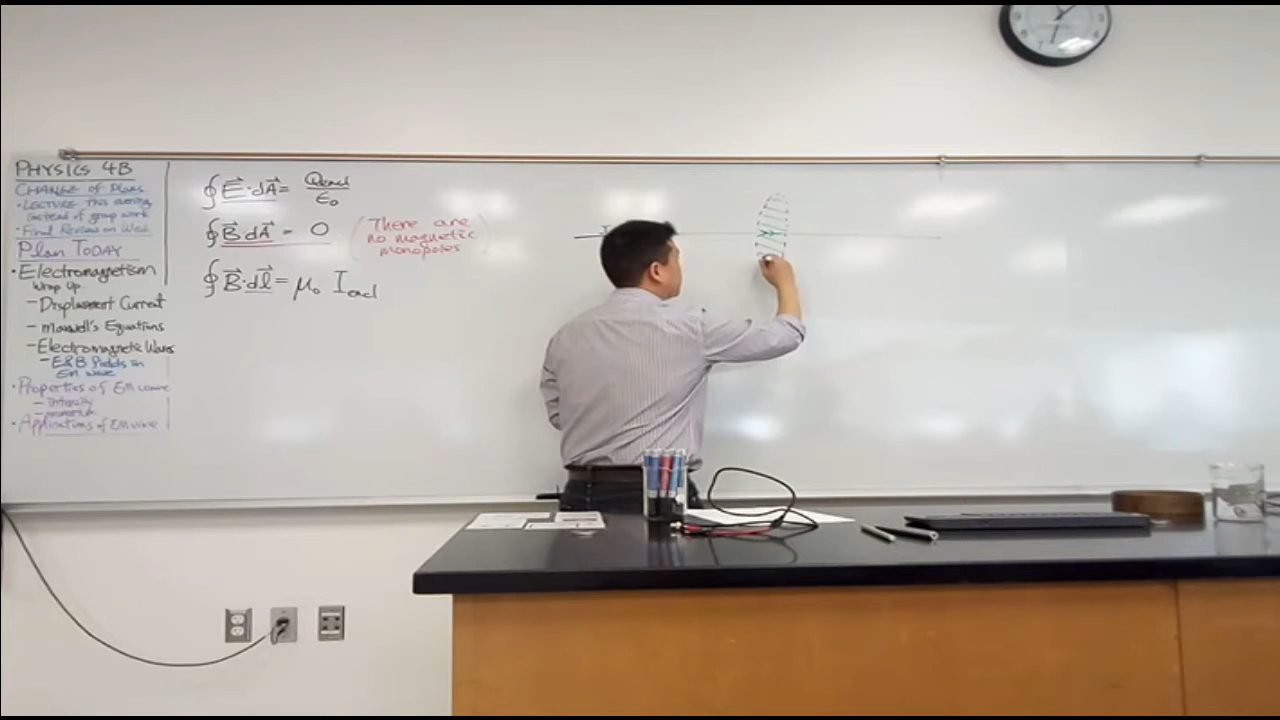 PHYSICS 4B
CHANGE of Plans
• LECTURE this evening
instead of group work
• Final Review on Wed.
Plan TODAY
• Electromagnetism
Wrap Up
- Displacement Current
- Maxwell's Equations
- Electromagnetic Waves
- E&B fields in
EM wave
• Properties of EM wave
- Intensity
- momentum
• Applications of EM wave
∮ E⃗·dA⃗ = Qencl / ε₀
∮ B⃗·dA⃗ = 0 (There are
no magnetic
monopoles)
∮ B⃗·dl⃗ = μ₀ Iencl